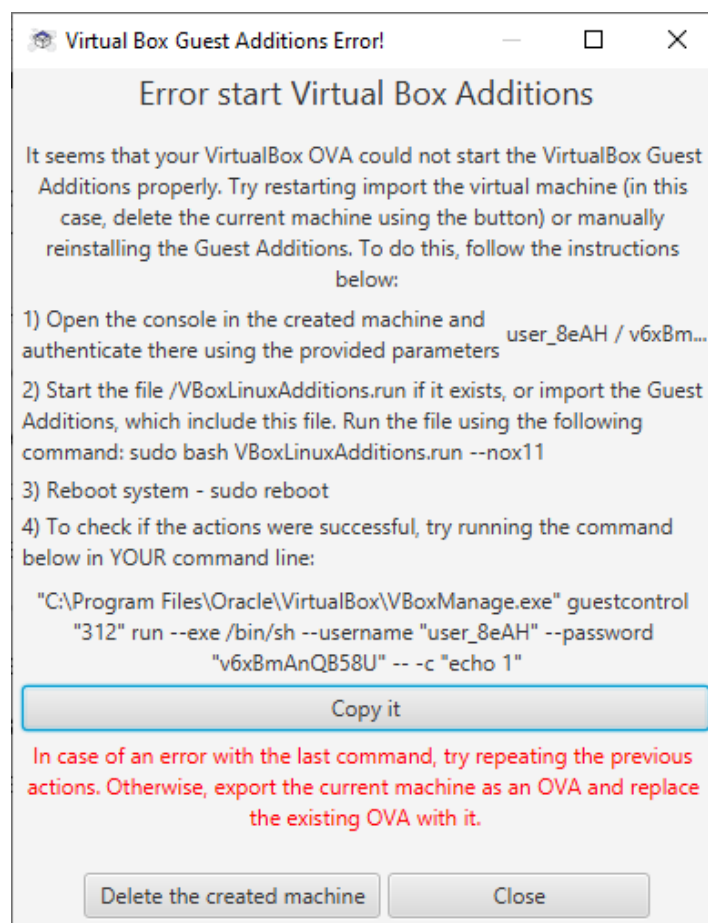 Virtual Box Guest Additions Error!
Error start Virtual Box Additions
It seems that your VirtualBox OVA could not start the VirtualBox Guest
Additions properly. Try restarting import the virtual machine (in this
case, delete the current machine using the button) or manually
reinstalling the Guest Additions. To do this, follow the instructions
below:
1) Open the console in the created machine and
authenticate there using the provided parameters
user_8eAH / v6xBm...
2) Start the file /VBoxLinuxAdditions.run if it exists, or import the Guest
Additions, which include this file. Run the file using the following
command: sudo bash VBoxLinuxAdditions.run --nox11
3) Reboot system - sudo reboot
4) To check if the actions were successful, try running the command
below in YOUR command line:
"C:\Program Files\Oracle\VirtualBox\VBoxManage.exe" guestcontrol
"312" run --exe /bin/sh --username "user_8eAH" --password
"v6xBmAnQB58U" -- -c "echo 1"
Copy it
In case of an error with the last command, try repeating the previous
actions. Otherwise, export the current machine as an OVA and replace
the existing OVA with it.
Delete the created machine
Close